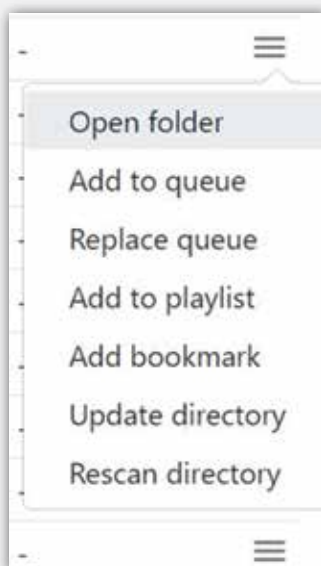 -
Open folder
Add to queue
Replace queue
Add to playlist
Add bookmark
Update directory
Rescan directory
-